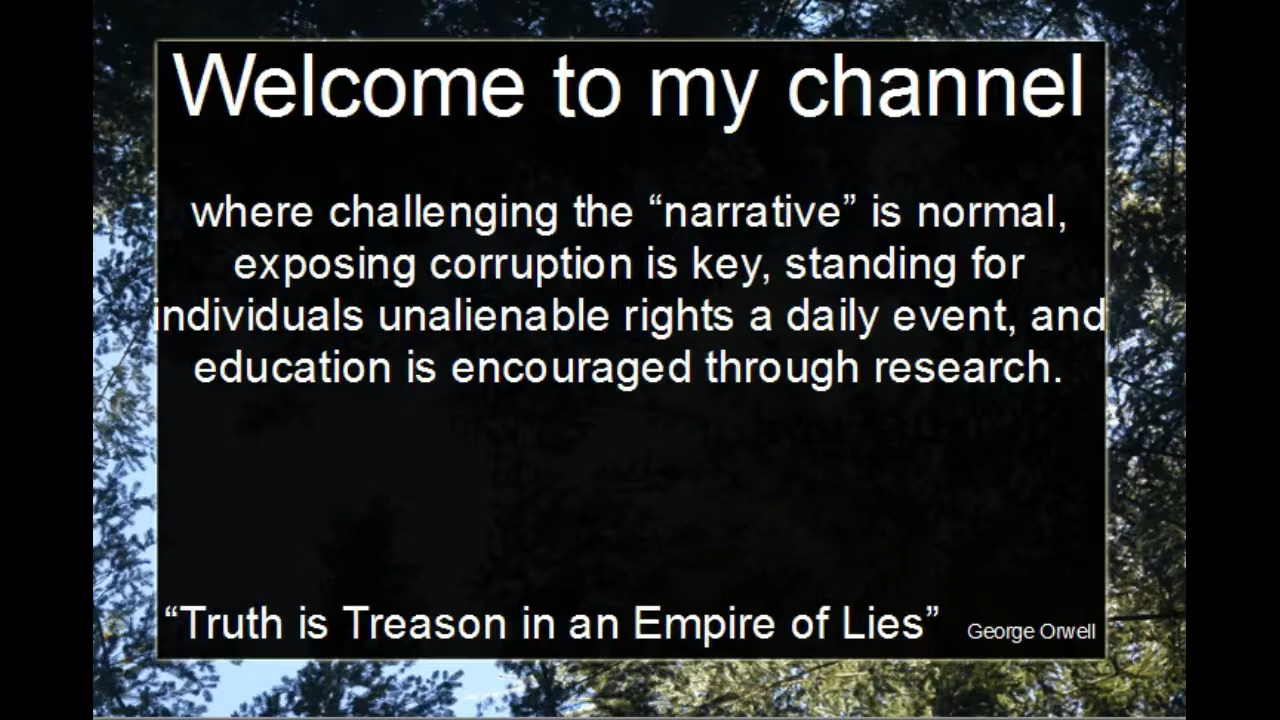 Welcome to my channel
where challenging the “narrative” is normal,
exposing corruption is key, standing for
individuals unalienable rights a daily event, and
education is encouraged through research.
“Truth is Treason in an Empire of Lies” George Orwell